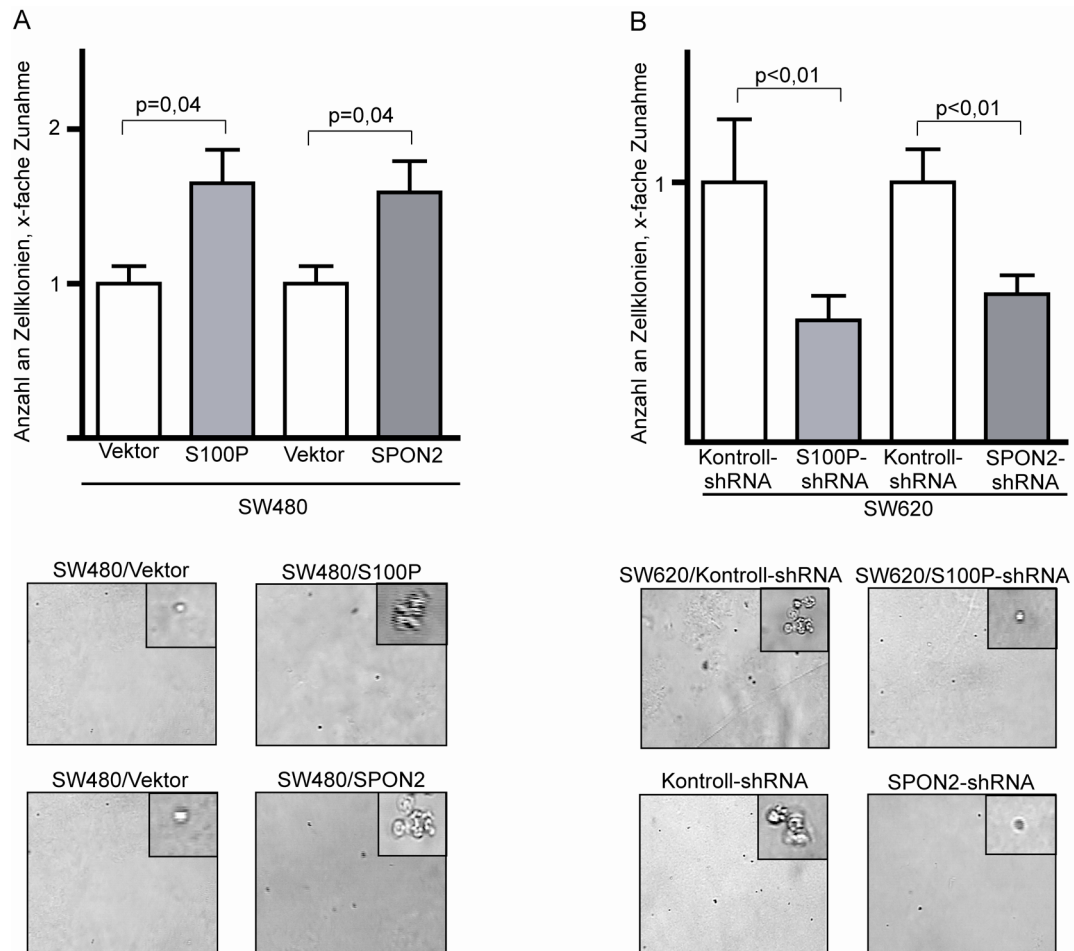 A
Anzahl an Zellklonien, x-fache Zunahme
2
1
p=0,04
p=0,04
Vektor
S100P
Vektor
SPON2
SW480
B
Anzahl an Zellklonien, x-fache Zunahme
1
p<0,01
p<0,01
Kontroll-
shRNA
S100P-
shRNA
Kontroll-
shRNA
SPON2-
shRNA
SW620
SW480/Vektor
SW480/S100P
SW480/Vektor
SW480/SPON2
SW620/Kontroll-shRNA
SW620/S100P-shRNA
Kontroll-shRNA
SPON2-shRNA